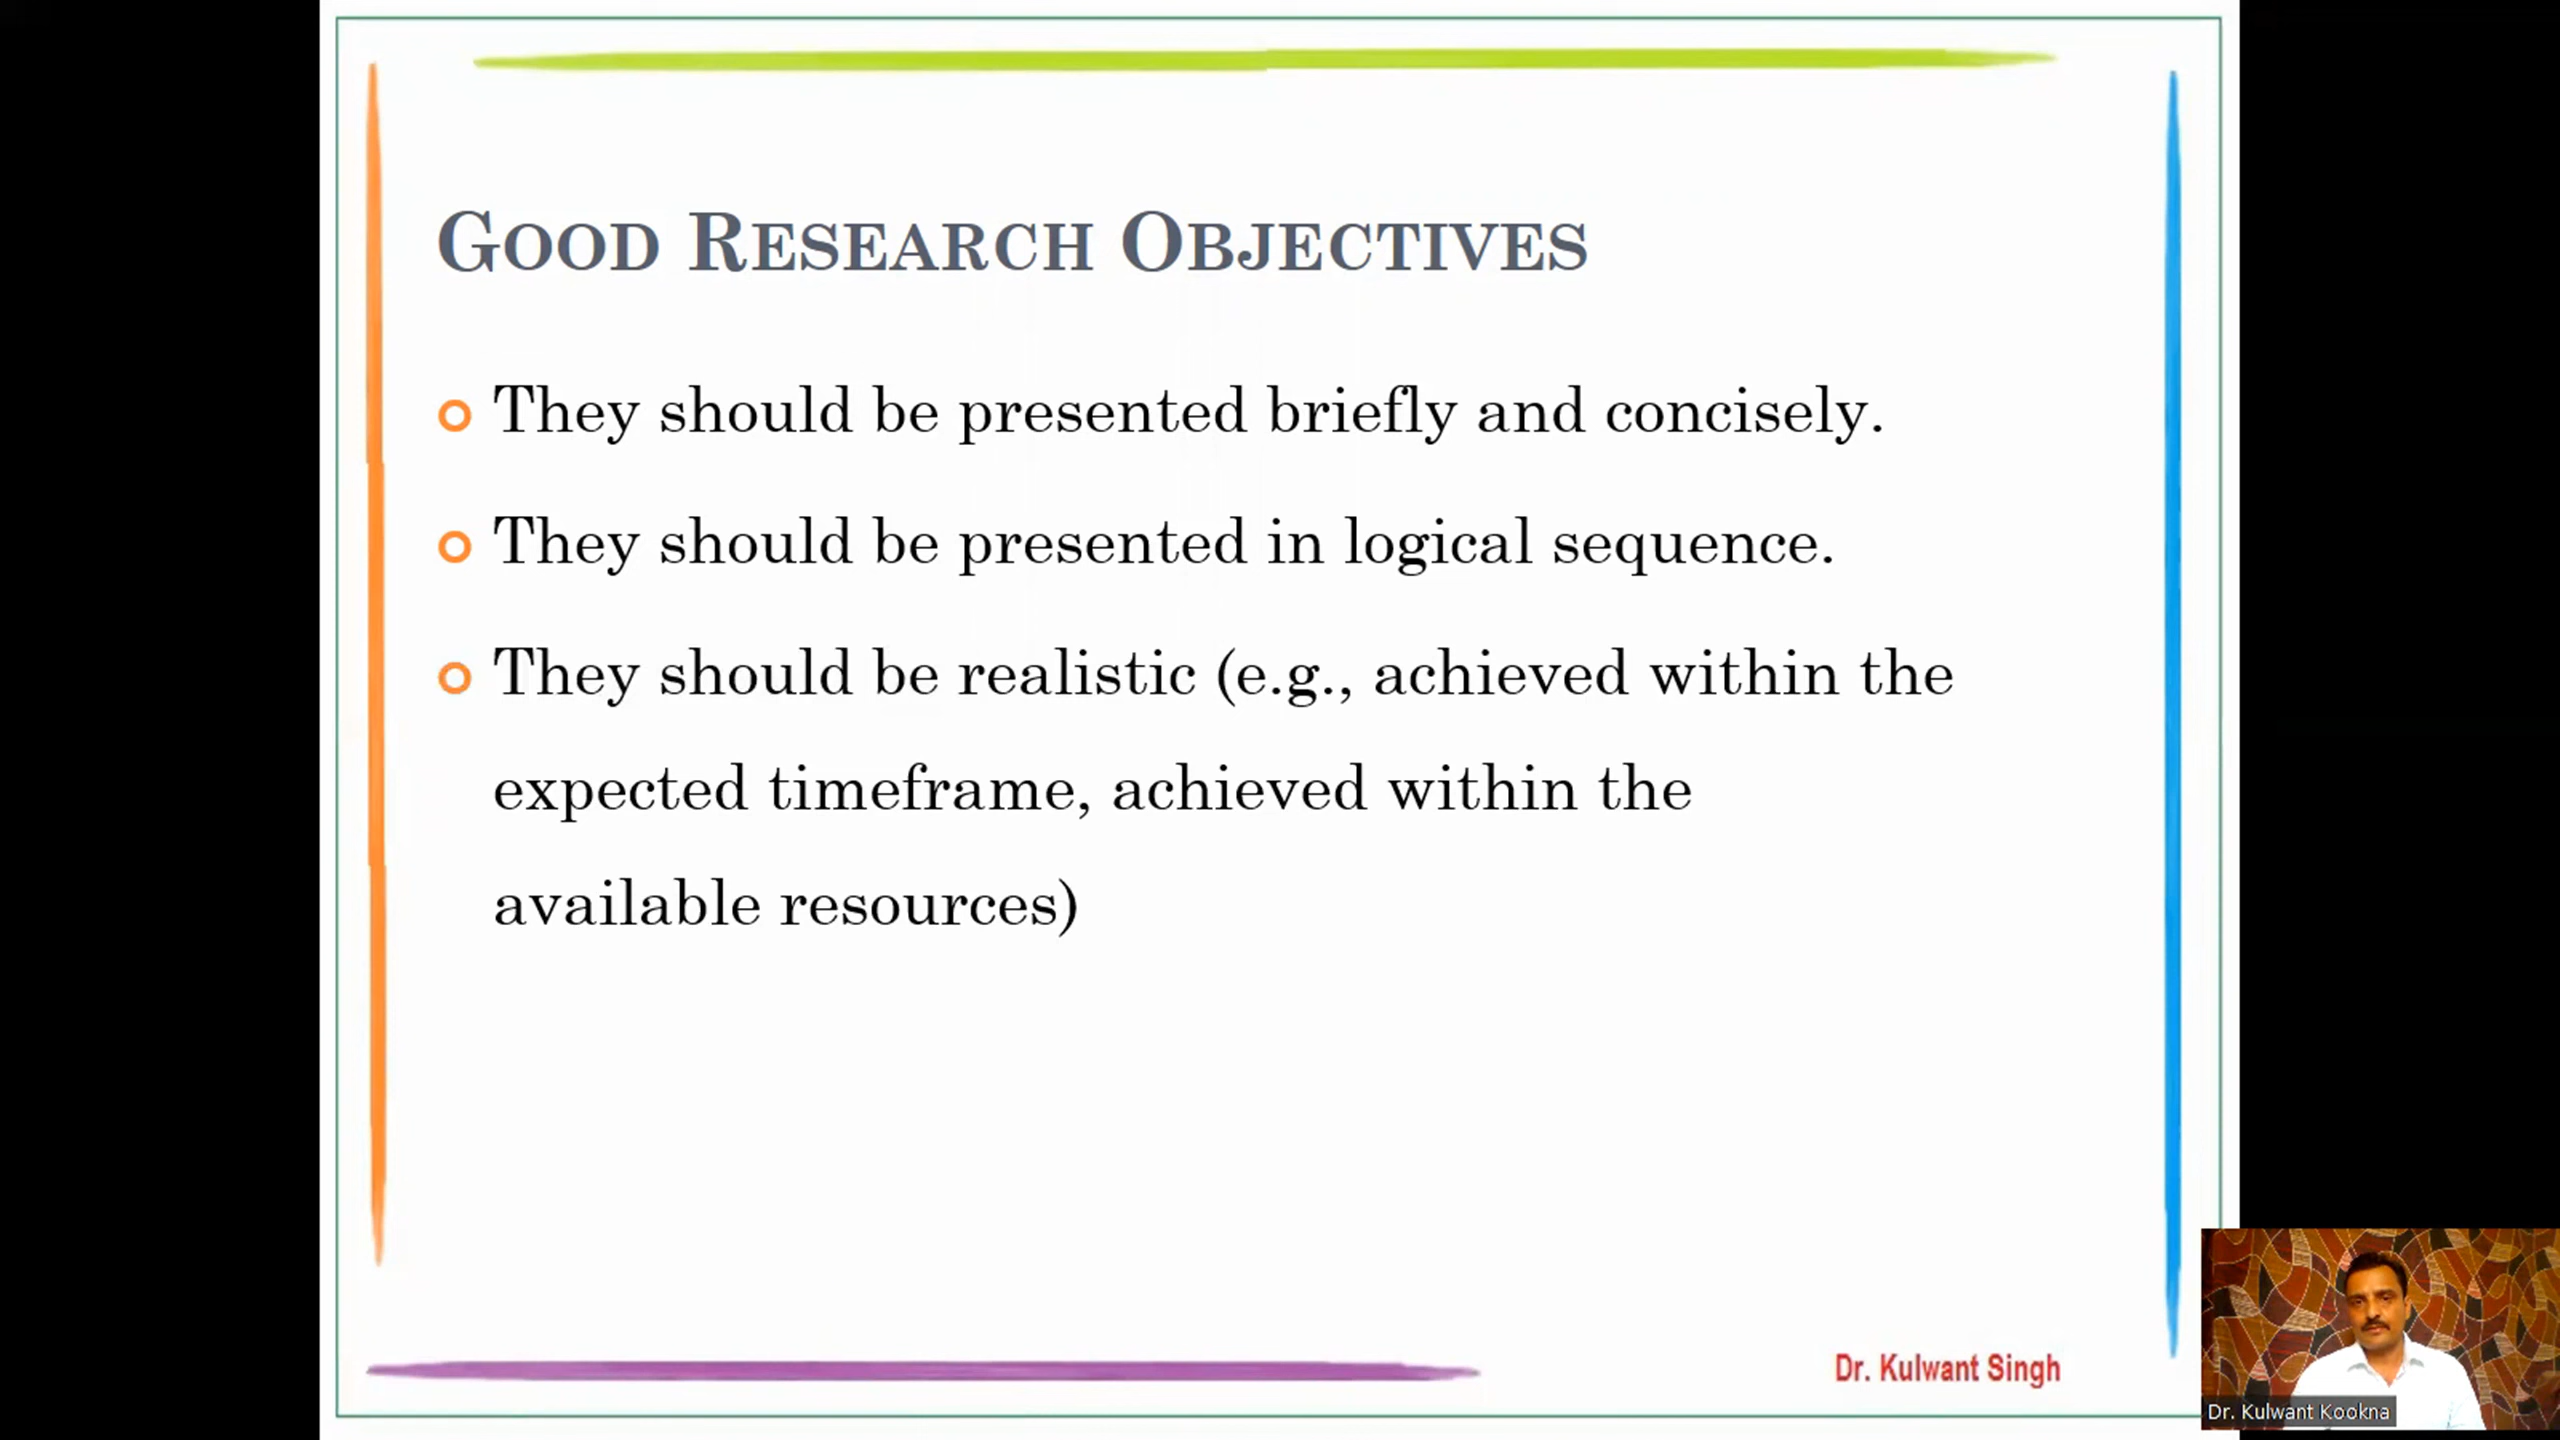 Good Research Objectives
They should be presented briefly and concisely.
They should be presented in logical sequence.
They should be realistic (e.g., achieved within the
expected timeframe, achieved within the
available resources)
Dr. Kulwant Singh
Dr. Kulwant Kookna